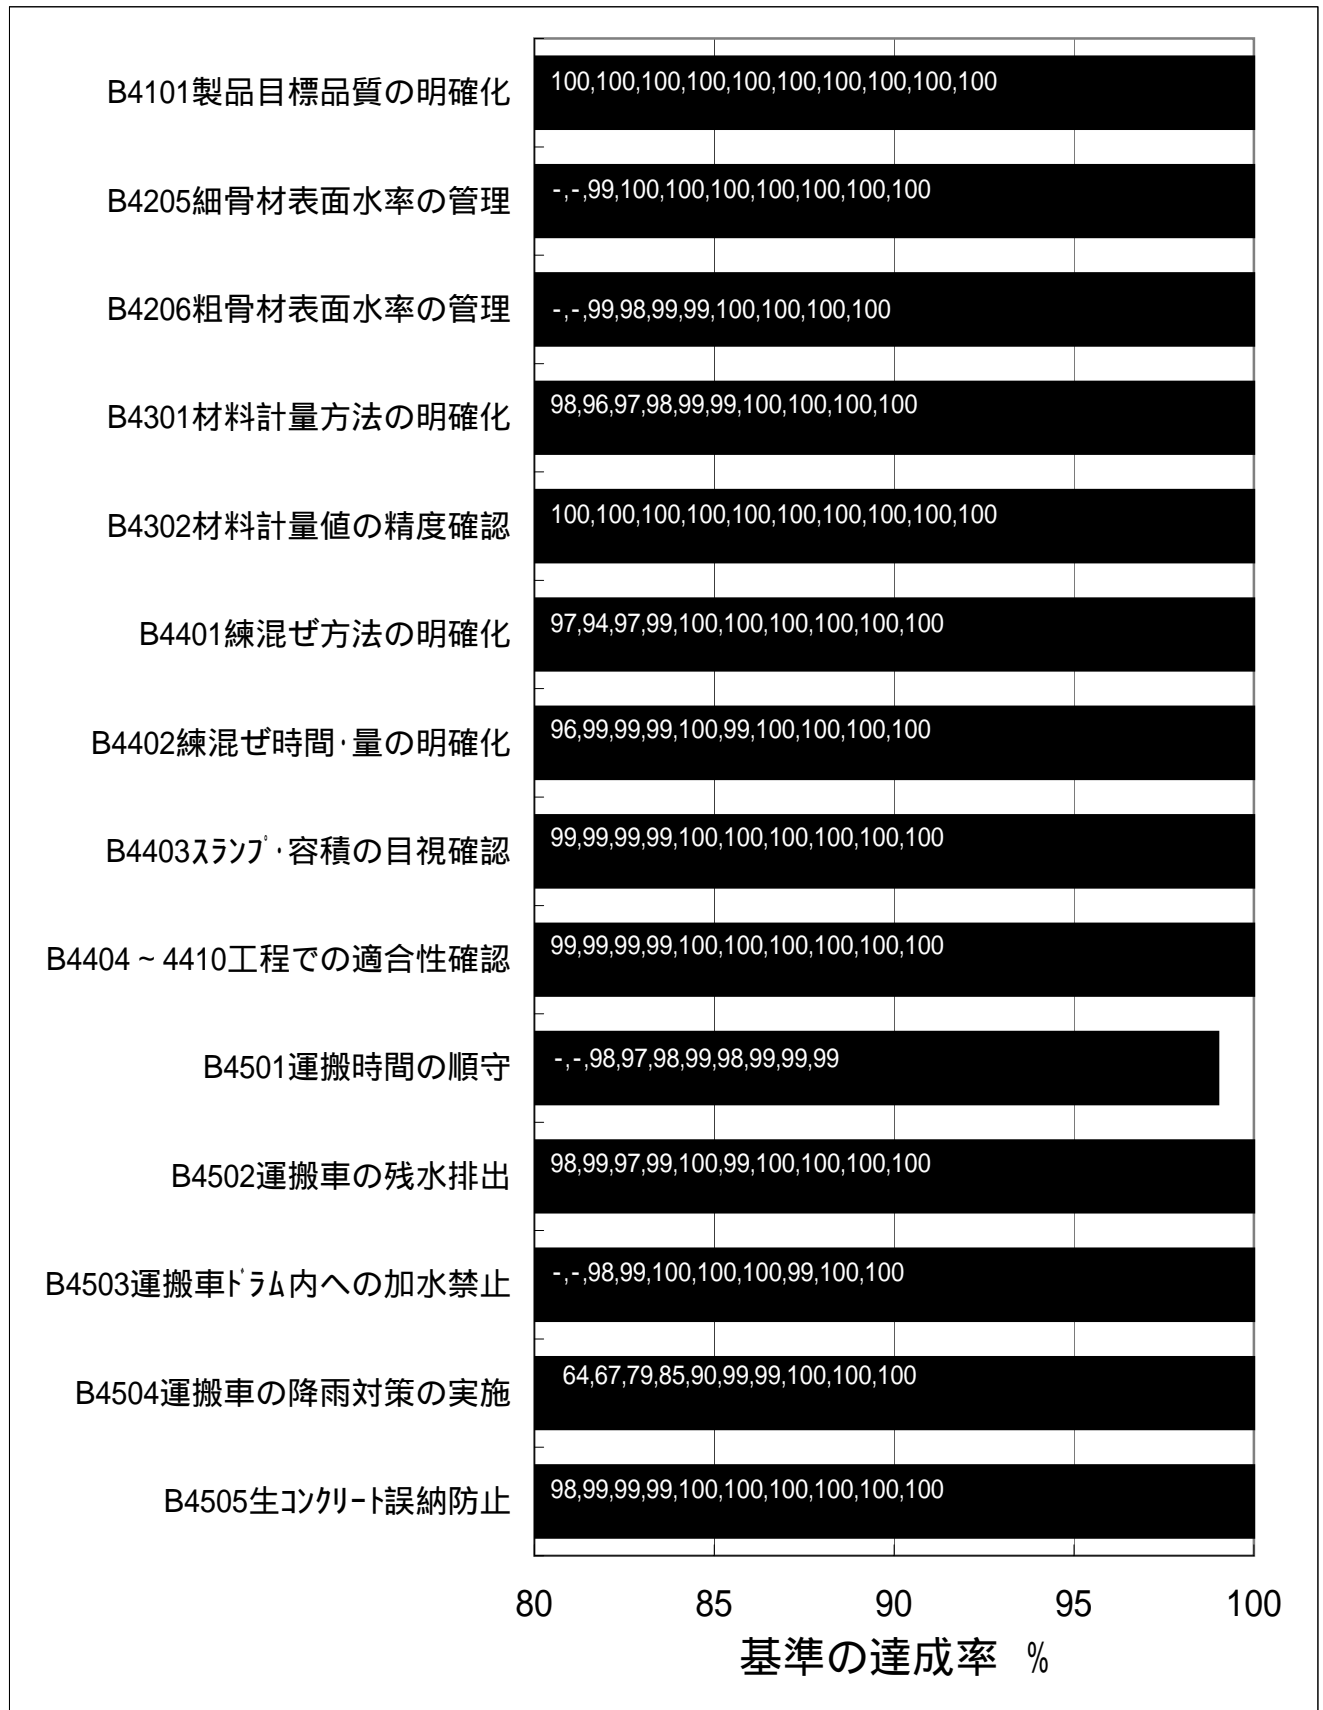 B4101製品目標品質の明確化 100,100,100,100,100,100,100,100,100,100
B4205細骨材表面水率の管理 -,-,99,100,100,100,100,100,100,100
B4206粗骨材表面水率の管理 -,-,99,98,99,99,100,100,100,100
B4301材料計量方法の明確化 98,96,97,98,99,99,100,100,100,100
B4302材料計量値の精度確認 100,100,100,100,100,100,100,100,100,100
B4401練混ぜ方法の明確化 97,94,97,99,100,100,100,100,100,100
B4402練混ぜ時間・量の明確化 96,99,99,99,100,99,100,100,100,100
B4403ｽﾗﾝﾌﾟ・容積の目視確認 99,99,99,99,100,100,100,100,100,100
B4404～4410工程での適合性確認 99,99,99,99,100,100,100,100,100,100
B4501運搬時間の順守 -,-,98,97,98,99,98,99,99,99
B4502運搬車の残水排出 98,99,97,99,100,99,100,100,100,100
B4503運搬車ﾄﾞﾗﾑ内への加水禁止 -,-,98,99,100,100,100,99,100,100
B4504運搬車の降雨対策の実施 64,67,79,85,90,99,99,100,100,100
B4505生ｺﾝｸﾘｰﾄ誤納防止 98,99,99,99,100,100,100,100,100,100
80 85 90 95 100
基準の達成率 %